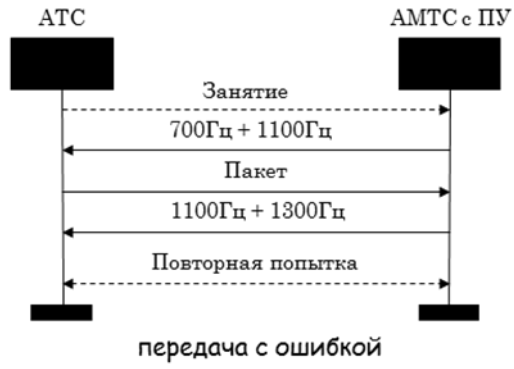 АТС
АМТС с ПУ
Занятие
700Гц + 1100Гц
Пакет
1100Гц + 1300Гц
Повторная попытка
передача с ошибкой